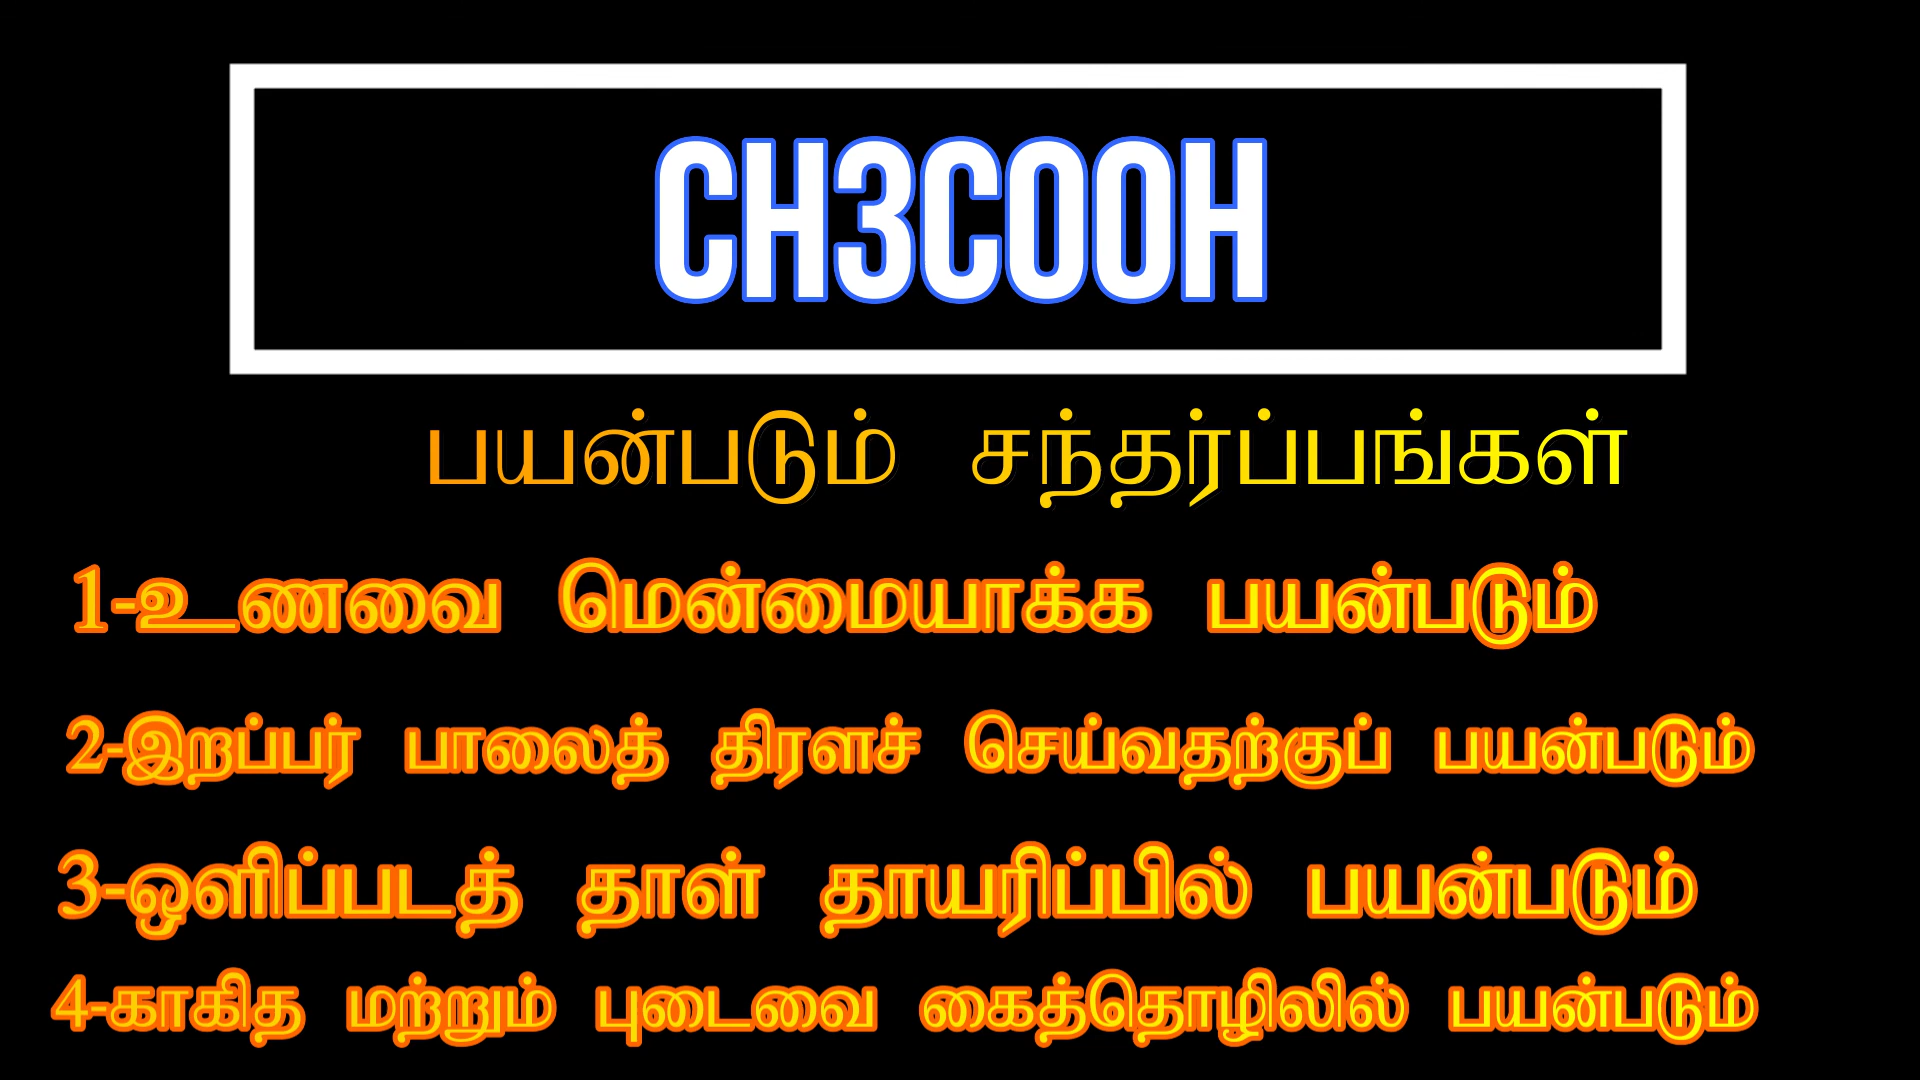 CH3COOH
பயன்படும் சந்தர்ப்பங்கள்
1-உணவை மென்மையாக்க பயன்படும்
2-இறப்பர் பாலைத் திரளச் செய்வதற்குப் பயன்படும்
3-ஒளிப்படத் தாள் தாயரிப்பில் பயன்படும்
4-காகித மற்றும் புடைவை கைத்தொழிலில் பயன்படும்